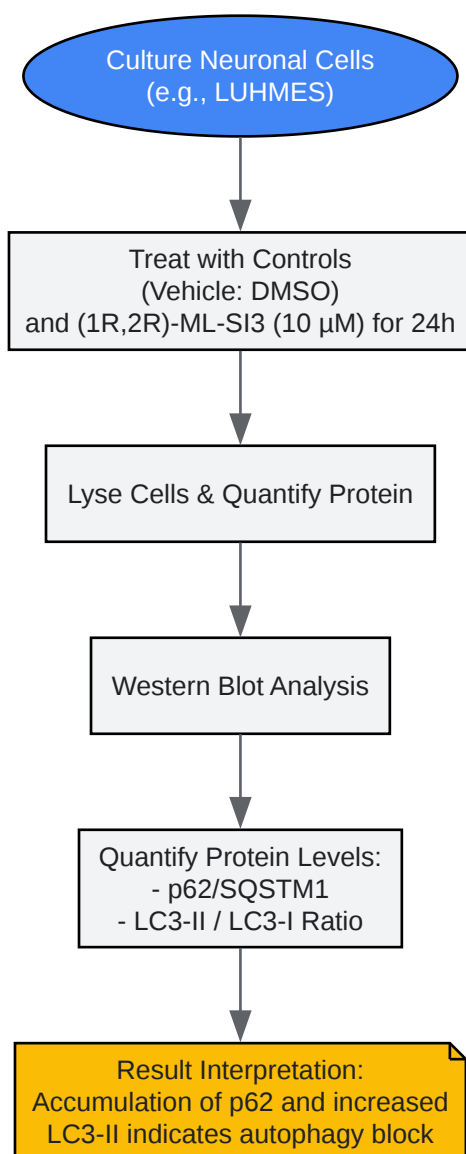 Culture Neuronal Cells
(e.g., LUHMES)
Treat with Controls
(Vehicle: DMSO)
and (1R,2R)-ML-SI3 (10 µM) for 24h
Lyse Cells & Quantify Protein
Western Blot Analysis
Quantify Protein Levels:
- p62/SQSTM1
- LC3-II / LC3-I Ratio
Result Interpretation:
Accumulation of p62 and increased
LC3-II indicates autophagy block